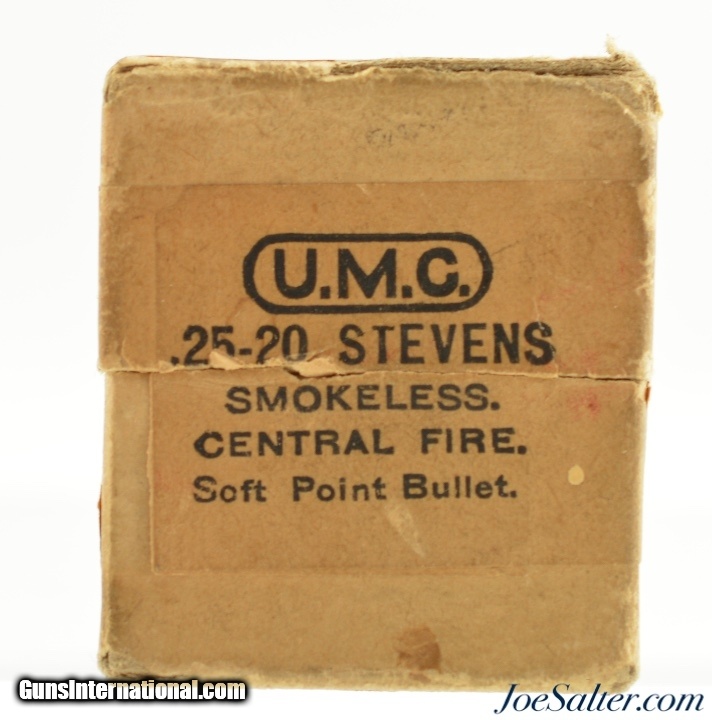 U.M.C.
.25-20 STEVENS
SMOKELESS.
CENTRAL FIRE.
Soft Point Bullet.
GunsInternational.com
JoeSalter.com